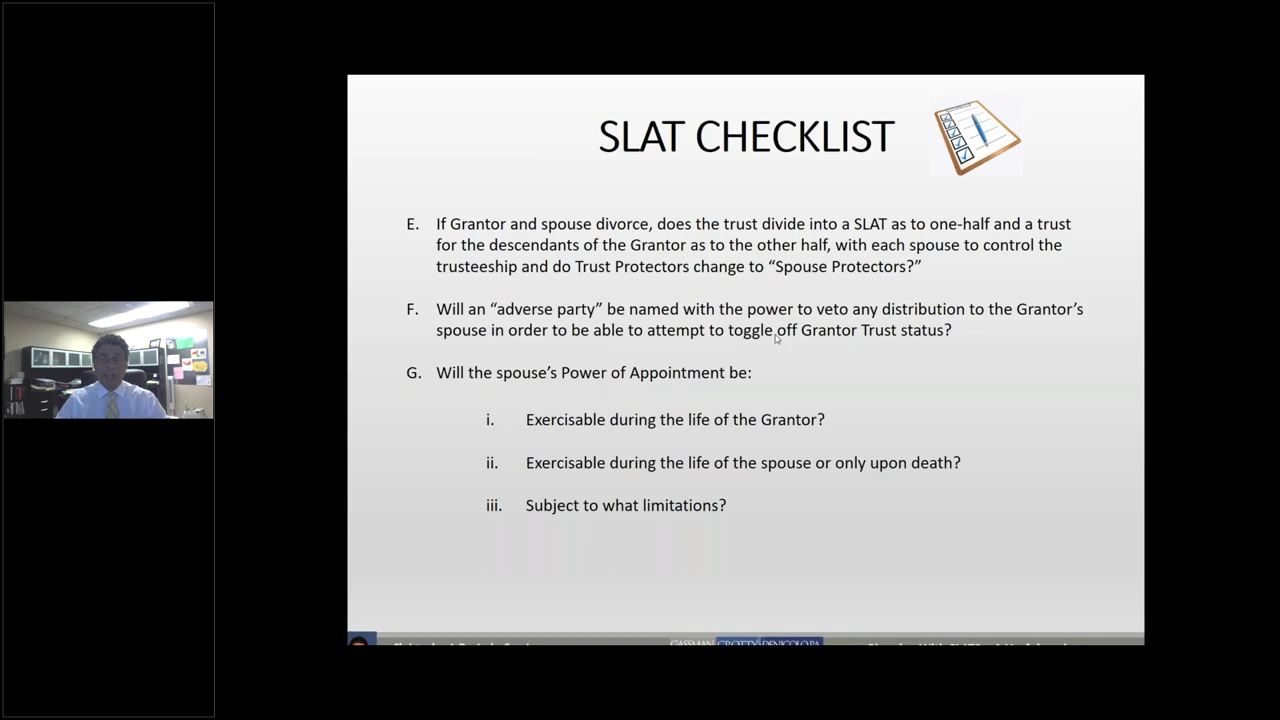 SLAT CHECKLIST
E. If Grantor and spouse divorce, does the trust divide into a SLAT as to one-half and a trust
for the descendants of the Grantor as to the other half, with each spouse to control the
trusteeship and do Trust Protectors change to “Spouse Protectors?”
F. Will an “adverse party” be named with the power to veto any distribution to the Grantor’s
spouse in order to be able to attempt to toggle off Grantor Trust status?
G. Will the spouse’s Power of Appointment be:
i. Exercisable during the life of the Grantor?
ii. Exercisable during the life of the spouse or only upon death?
iii. Subject to what limitations?
GASSMAN CROTTY DENICOLO PA